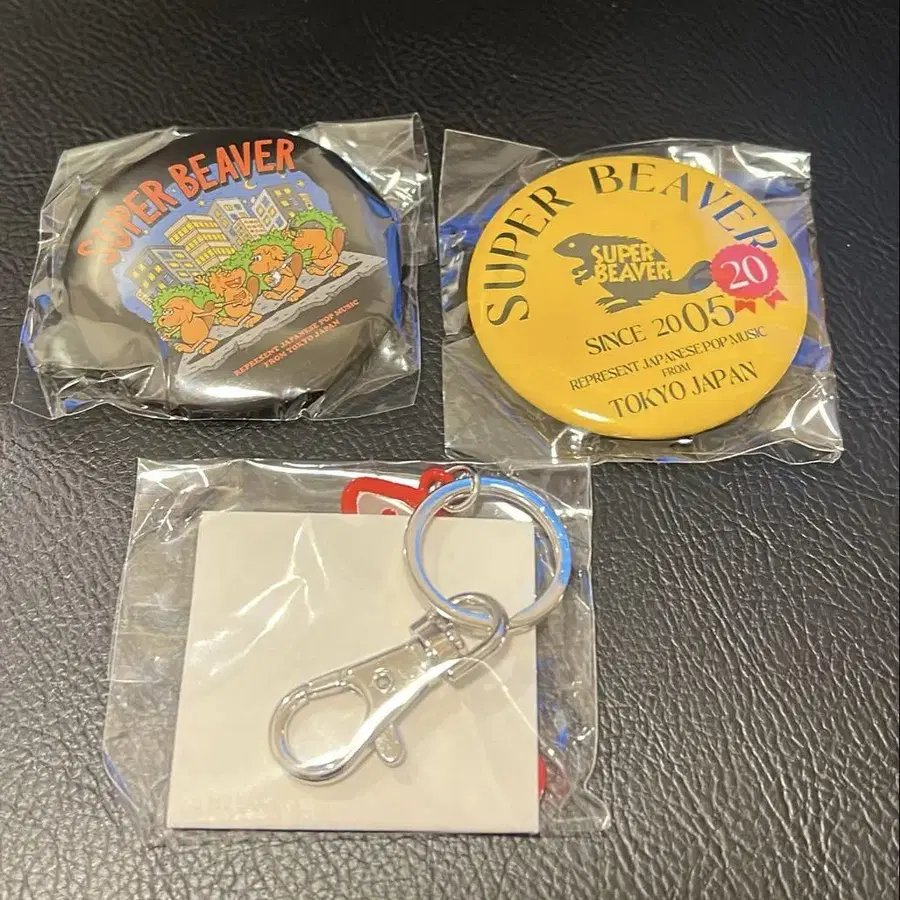 SUPER BEAVER
REPRESENT JAPANESE POP MUSIC
FROM TOKYO JAPAN
SUPER BEAVER
SUPER
BEAVER
20
SINCE 2005
REPRESENT JAPANESE POP MUSIC
FROM
TOKYO JAPAN